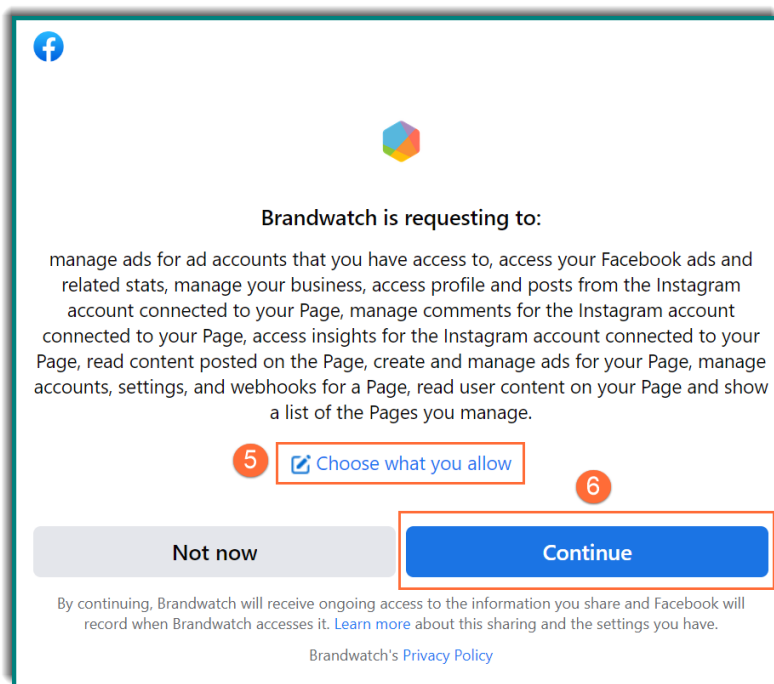 Brandwatch is requesting to:
manage ads for ad accounts that you have access to, access your Facebook ads and
related stats, manage your business, access profile and posts from the Instagram
account connected to your Page, manage comments for the Instagram account
connected to your Page, access insights for the Instagram account connected to your
Page, read content posted on the Page, create and manage ads for your Page, manage
accounts, settings, and webhooks for a Page, read user content on your Page and show
a list of the Pages you manage.
5 Choose what you allow
6
Not now Continue
By continuing, Brandwatch will receive ongoing access to the information you share and Facebook will
record when Brandwatch accesses it. Learn more about this sharing and the settings you have.
Brandwatch's Privacy Policy